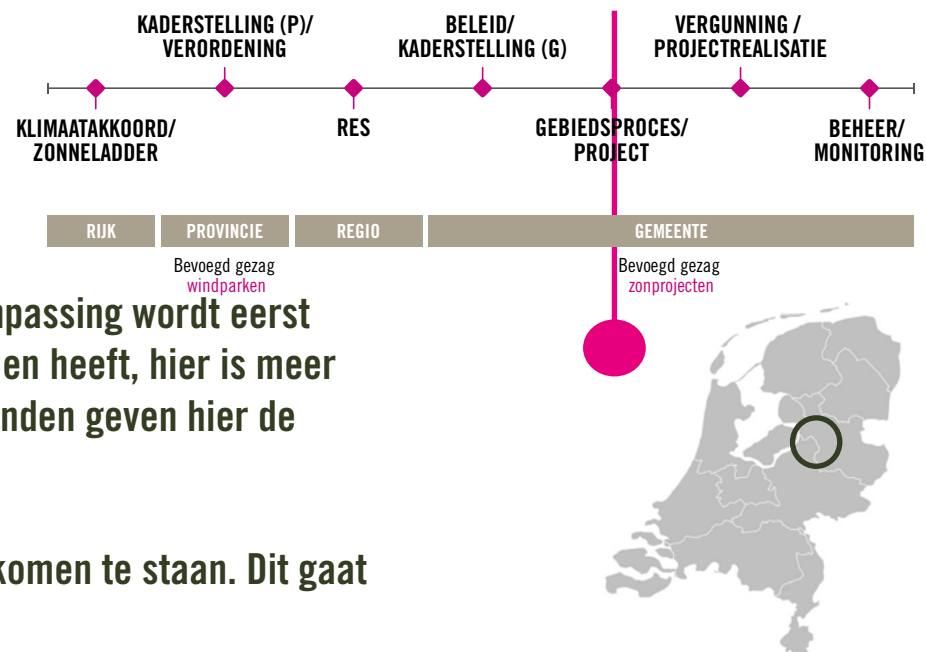 KADERSTELLING (P)/
VERORDENING
BELEID/
KADERSTELLING (G)
VERGUNNING /
PROJECTREALISATIE
KLIMAATAKKOORD/
ZONNELADDER
RES
GEBIEDSPROCES/
PROJECT
BEHEER/
MONITORING
RIJK
PROVINCIE
REGIO
GEMEENTE
Bevoegd gezag
windparken
Bevoegd gezag
zonprojecten
passing wordt eerst
en heeft, hier is meer
nden geven hier de
komen te staan. Dit gaat